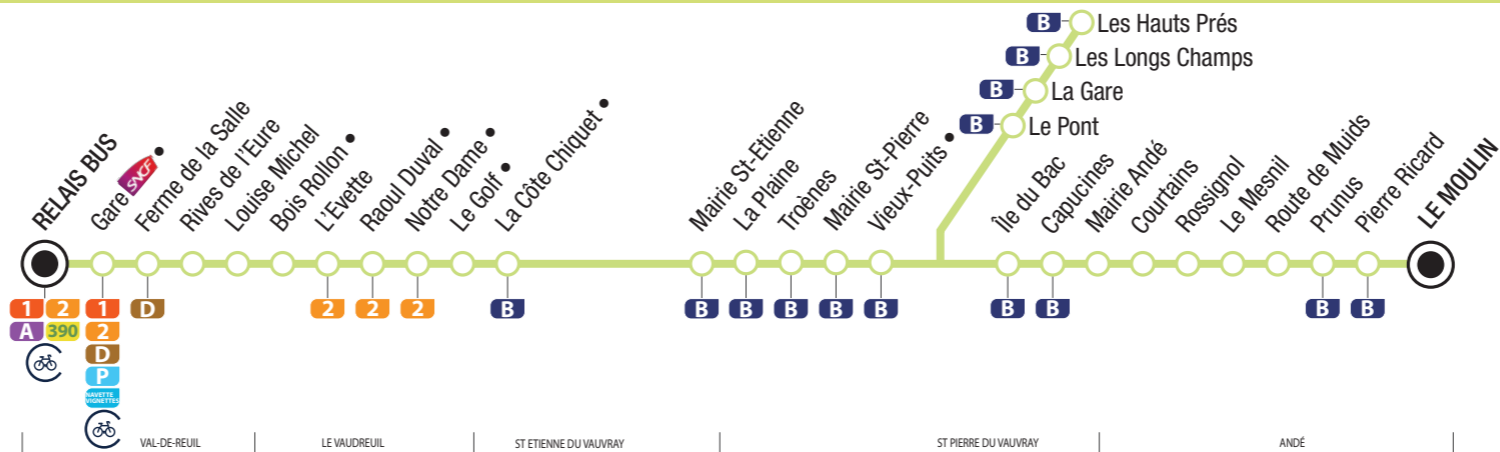 B Les Hauts Prés
B Les Longs Champs
B La Gare
B Le Pont
RELAIS BUS
Gare SNCF •
Ferme de la Salle
Rives de l'Eure
Louise Michel
Bois Rollon •
L'Evette
Raoul Duval •
Notre Dame •
Le Golf •
La Côte Chiquet •
Mairie St-Etienne
La Plaine
Troènes
Mairie St-Pierre
Vieux-Puits •
Île du Bac
Capucines
Mairie Andé
Courtains
Rossignol
Le Mesnil
Route de Muids
Prunus
Pierre Ricard
LE MOULIN
1 2 1 D 2 2 2 B B B B B B B B B B
A 390 2
D
P
NAVETTE
VIGNETTES
VAL-DE-REUIL LE VAUDREUIL ST ETIENNE DU VAUVRAY ST PIERRE DU VAUVRAY ANDÉ